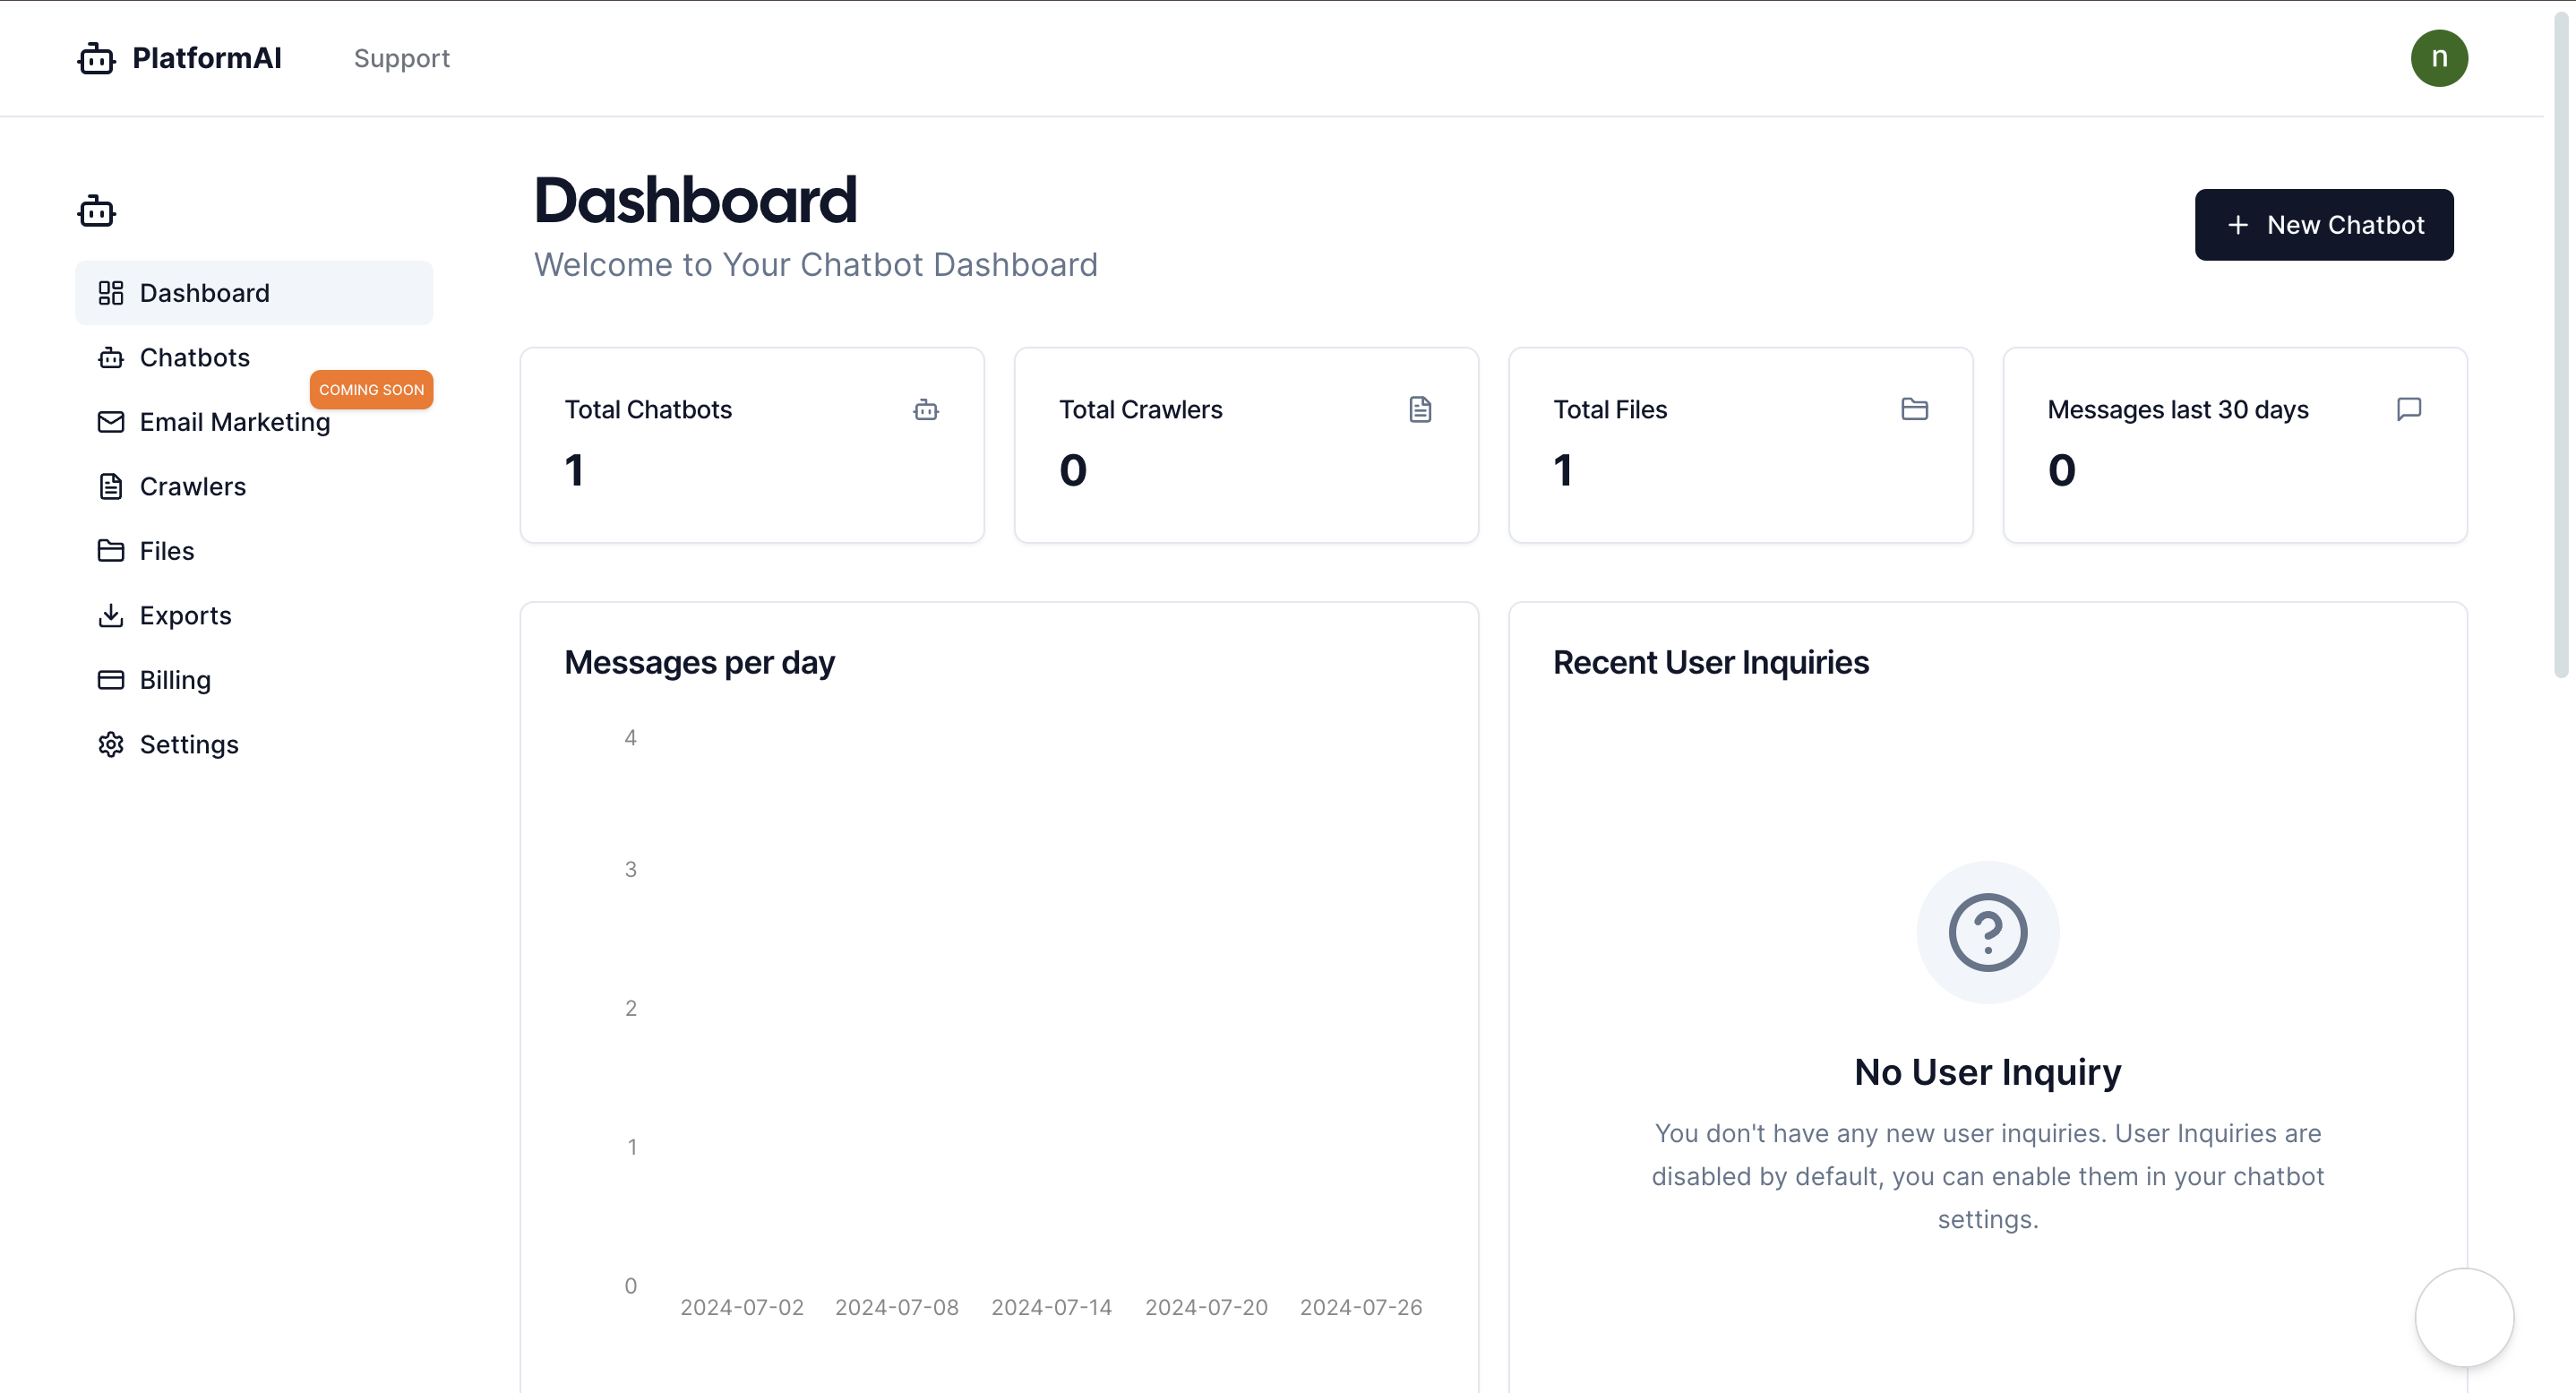 PlatformAI
Support
n
Dashboard
Chatbots
COMING SOON
Email Marketing
Crawlers
Files
Exports
Billing
Settings
Dashboard
Welcome to Your Chatbot Dashboard
New Chatbot
Total Chatbots
1
Total Crawlers
0
Total Files
1
Messages last 30 days
0
Messages per day
4
3
2
1
0
2024-07-02 2024-07-08 2024-07-14 2024-07-20 2024-07-26
Recent User Inquiries
No User Inquiry
You don't have any new user inquiries. User Inquiries are
disabled by default, you can enable them in your chatbot
settings.